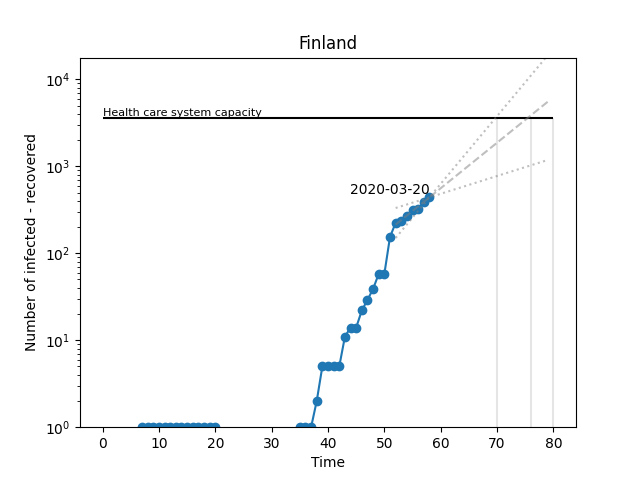 Finland
10⁴
Health care system capacity
10³
2020-03-20
10²
10¹
10⁰
Number of infected - recovered
0 10 20 30 40 50 60 70 80
Time